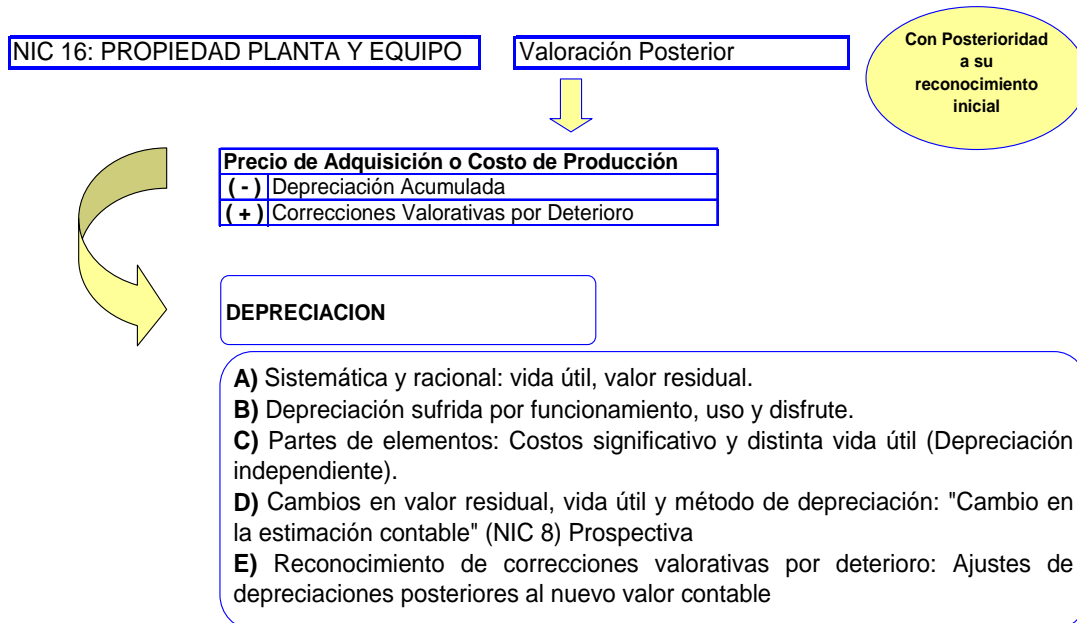 NIC 16: PROPIEDAD PLANTA Y EQUIPO
Valoración Posterior
Con Posterioridad
a su
reconocimiento
inicial
Precio de Adquisición o Costo de Producción
( - ) Depreciación Acumulada
( + ) Correcciones Valorativas por Deterioro
DEPRECIACION
A) Sistemática y racional: vida útil, valor residual.
B) Depreciación sufrida por funcionamiento, uso y disfrute.
C) Partes de elementos: Costos significativo y distinta vida útil (Depreciación
independiente).
D) Cambios en valor residual, vida útil y método de depreciación: "Cambio en
la estimación contable" (NIC 8) Prospectiva
E) Reconocimiento de correcciones valorativas por deterioro: Ajustes de
depreciaciones posteriores al nuevo valor contable